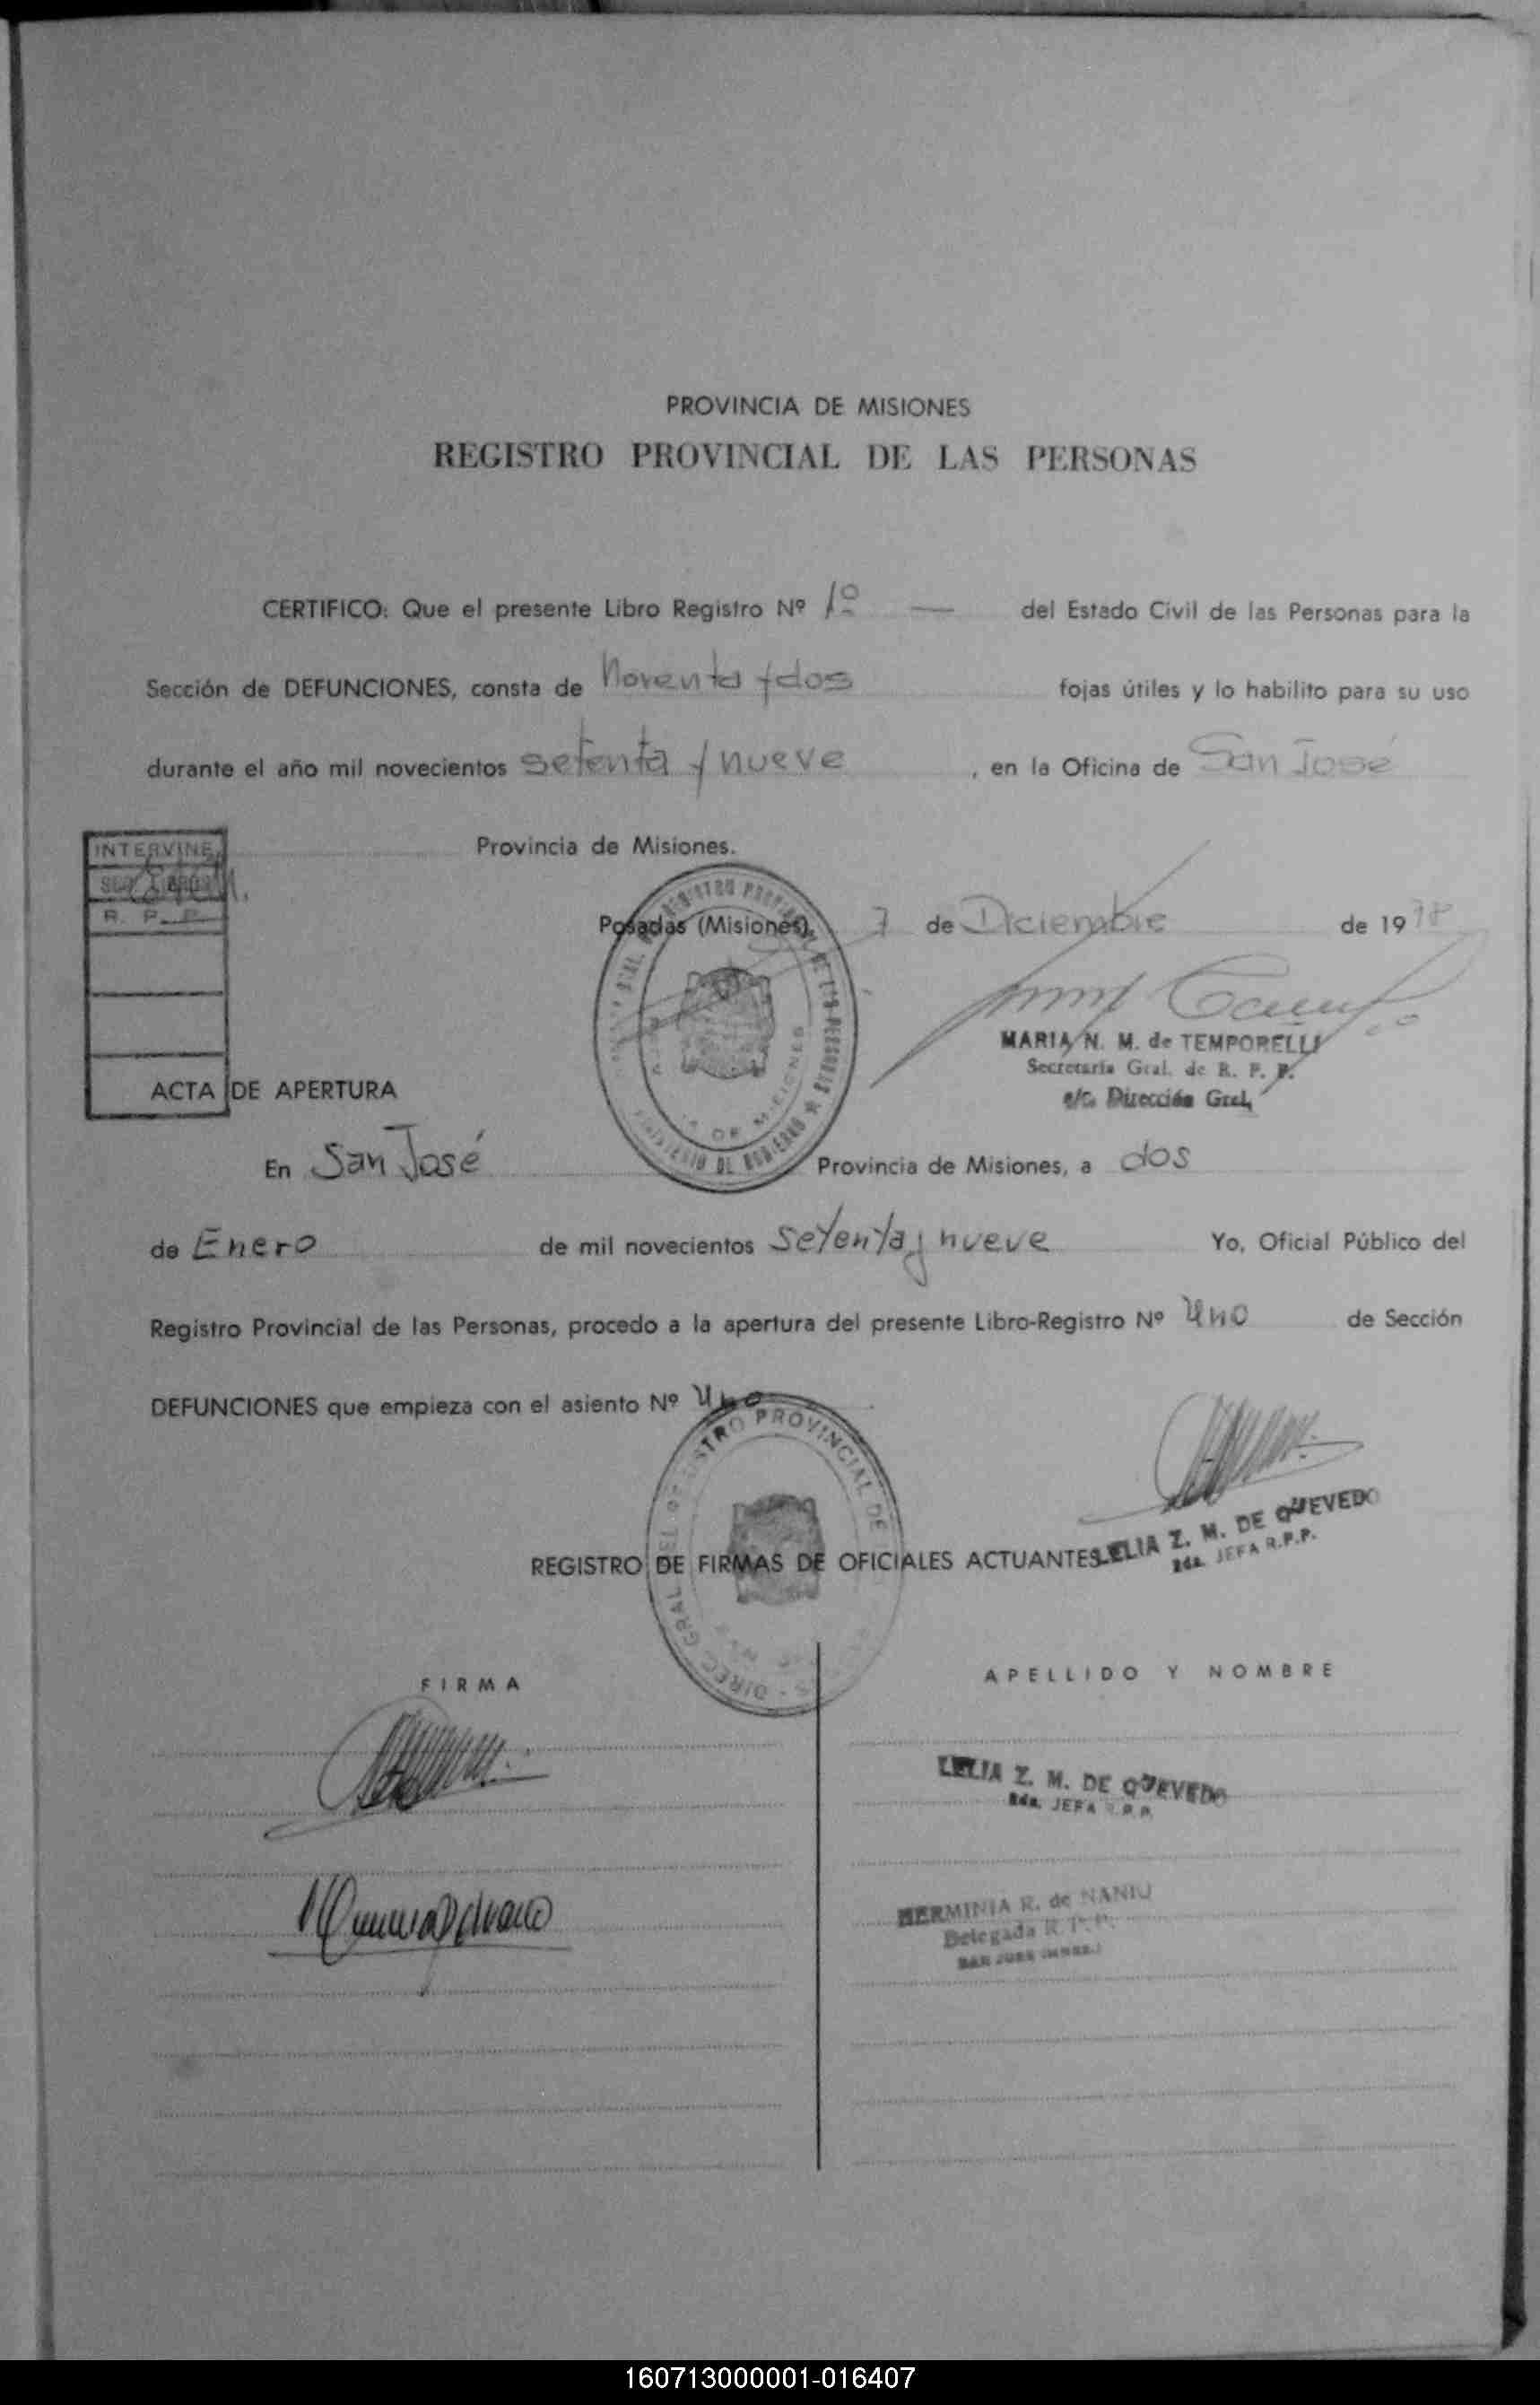 PROVINCIA DE MISIONES
REGISTRO PROVINCIAL DE LAS PERSONAS
CERTIFICO: Que el presente Libro Registro Nº 1º — del Estado Civil de las Personas para la
Sección de DEFUNCIONES, consta de Noventa y dos fojas útiles y lo habilito para su uso
durante el año mil novecientos setenta y nueve, en la Oficina de San José
Provincia de Misiones.
INTERVINE
R. P. P.
Posadas (Misiones), 7 de Diciembre de 1978
MARIA N. M. de TEMPORELLI
Secretaria Gral. de R. P. P.
a/c. Dirección Gral.
ACTA DE APERTURA
En San José Provincia de Misiones, a dos
de Enero de mil novecientos setenta y nueve Yo, Oficial Público del
Registro Provincial de las Personas, procedo a la apertura del presente Libro-Registro Nº Uno de Sección
DEFUNCIONES que empieza con el asiento Nº Uno
LELIA Z. M. DE QUEVEDO
2da. JEFA R.P.P.
REGISTRO DE FIRMAS DE OFICIALES ACTUANTES
FIRMA
APELLIDO Y NOMBRE
LELIA Z. M. DE QUEVEDO
2da. JEFA R.P.P.
HERMINIA R. de NANIU
Delegada R. P. P.
160713000001-016407